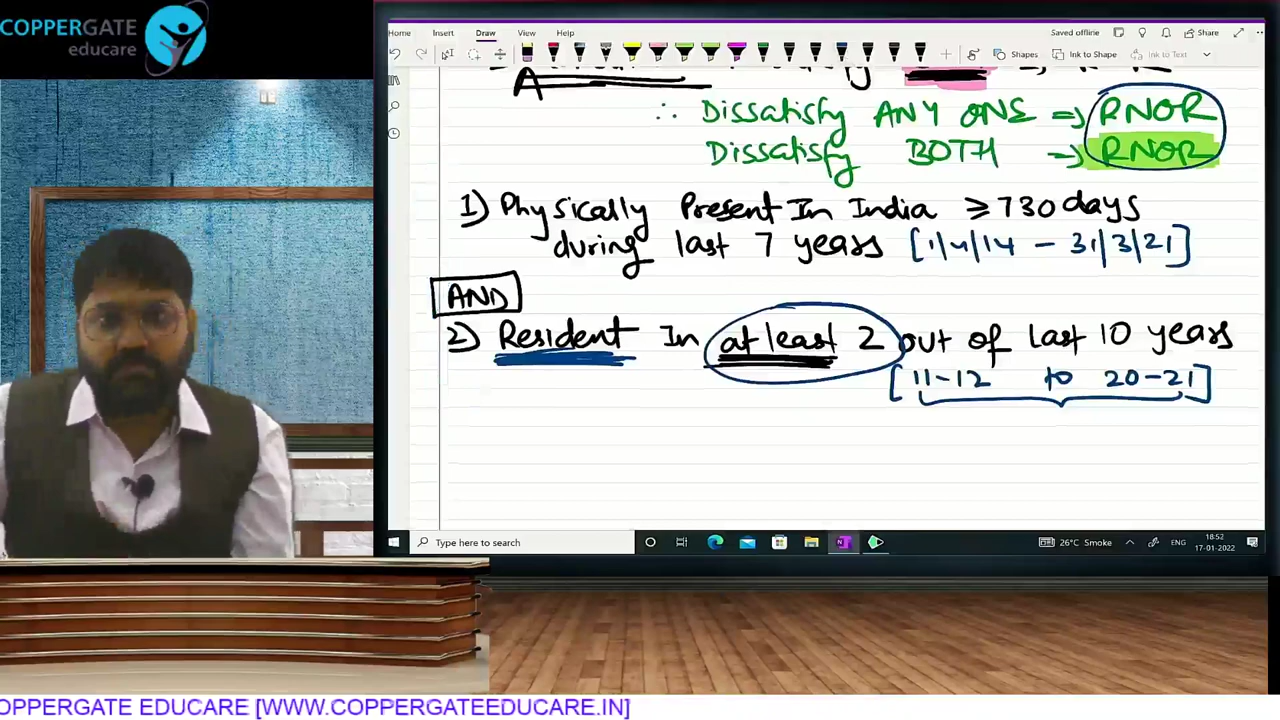 COPPERGATE
educare
Home Insert Draw View Help
Saved offline Share
Shapes Ink to Shape Ink to Text
∴ Dissatisfy ANY ONE ⇒ RNOR
Dissatisfy BOTH ⇒ RNOR
1) Physically Present In India ≥ 730 days
during last 7 years [1/4/14 - 31/3/21]
AND
2) Resident In at least 2 out of last 10 years
[11-12 to 20-21]
Type here to search
26°C Smoke ENG 18:52
17-01-2022
OPPERGATE EDUCARE [WWW.COPPERGATEEDUCARE.IN]